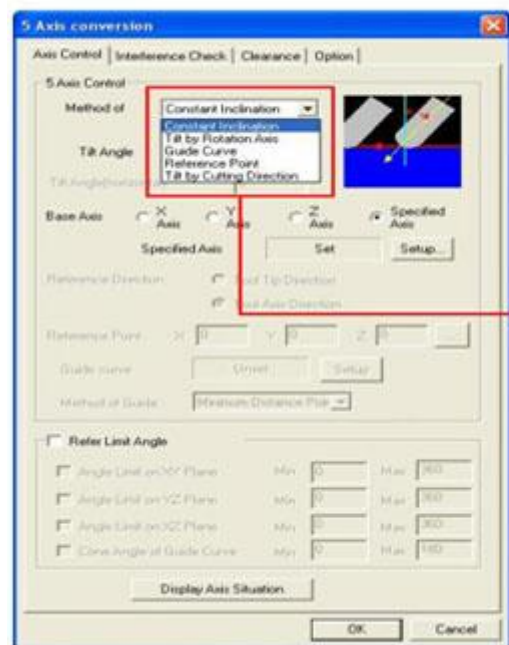 5 Axis conversion
Axis Control Interference Check Clearance Option
5 Axis Control
Method of Constant Inclination
Constant Inclination
Tilt by Rotation Axis
Guide Curve
Reference Point
Tilt by Cutting Direction
Tilt Angle
Tilt Angle
Base Axis X Axis Y Axis Z Axis Specified Axis
Specified Axis Set Setup...
Reference Direction Tool Tip Direction
Tool Axis Direction
Reference Point X 0 Y 0 Z 0 ...
Guide curve Unset Setup
Method of Guide Minimum Distance
Refer Limit Angle
Angle Limit on XY Plane Min 0 Max 360
Angle Limit on YZ Plane Min 0 Max 360
Angle Limit on XZ Plane Min 0 Max 360
Cone Angle of Guide Curve Min 0 Max 180
Display Axis Situation
OK Cancel